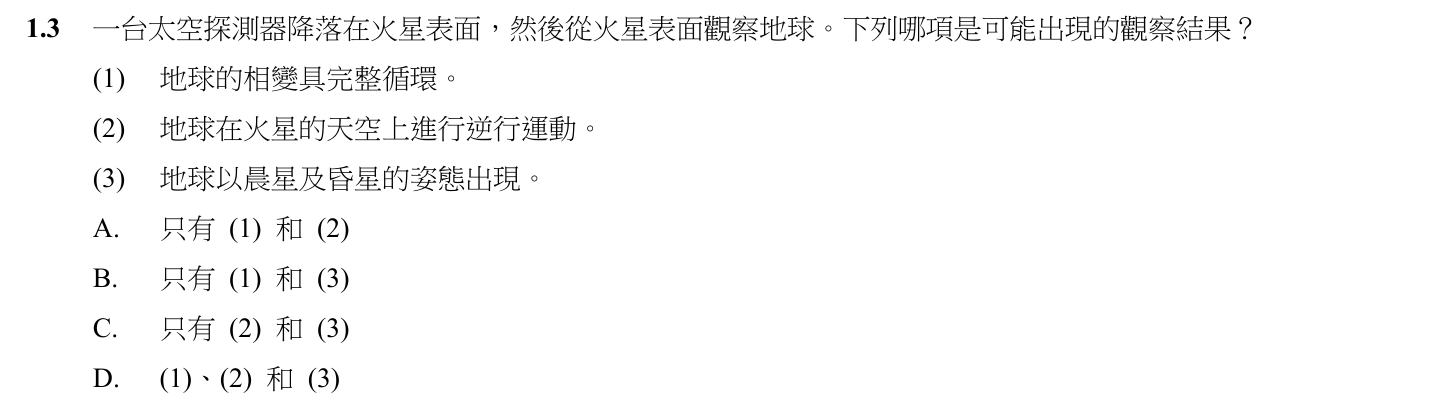 1.3 一台太空探測器降落在火星表面，然後從火星表面觀察地球。下列哪項是可能出現的觀察結果？
(1) 地球的相變具完整循環。
(2) 地球在火星的天空上進行逆行運動。
(3) 地球以晨星及昏星的姿態出現。
A. 只有 (1) 和 (2)
B. 只有 (1) 和 (3)
C. 只有 (2) 和 (3)
D. (1)、(2) 和 (3)